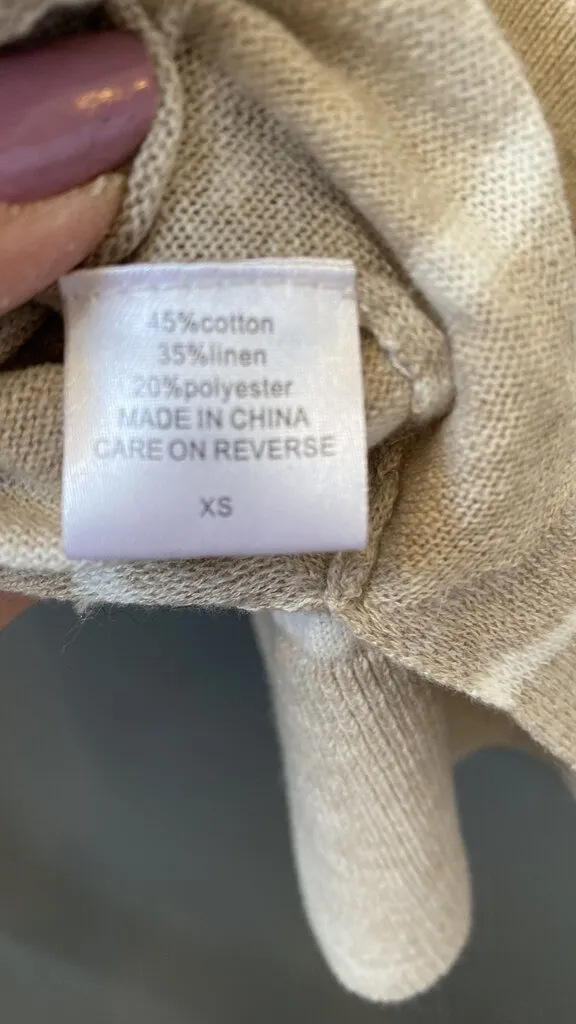 45%cotton
35%linen
20%polyester
MADE IN CHINA
CARE ON REVERSE
XS